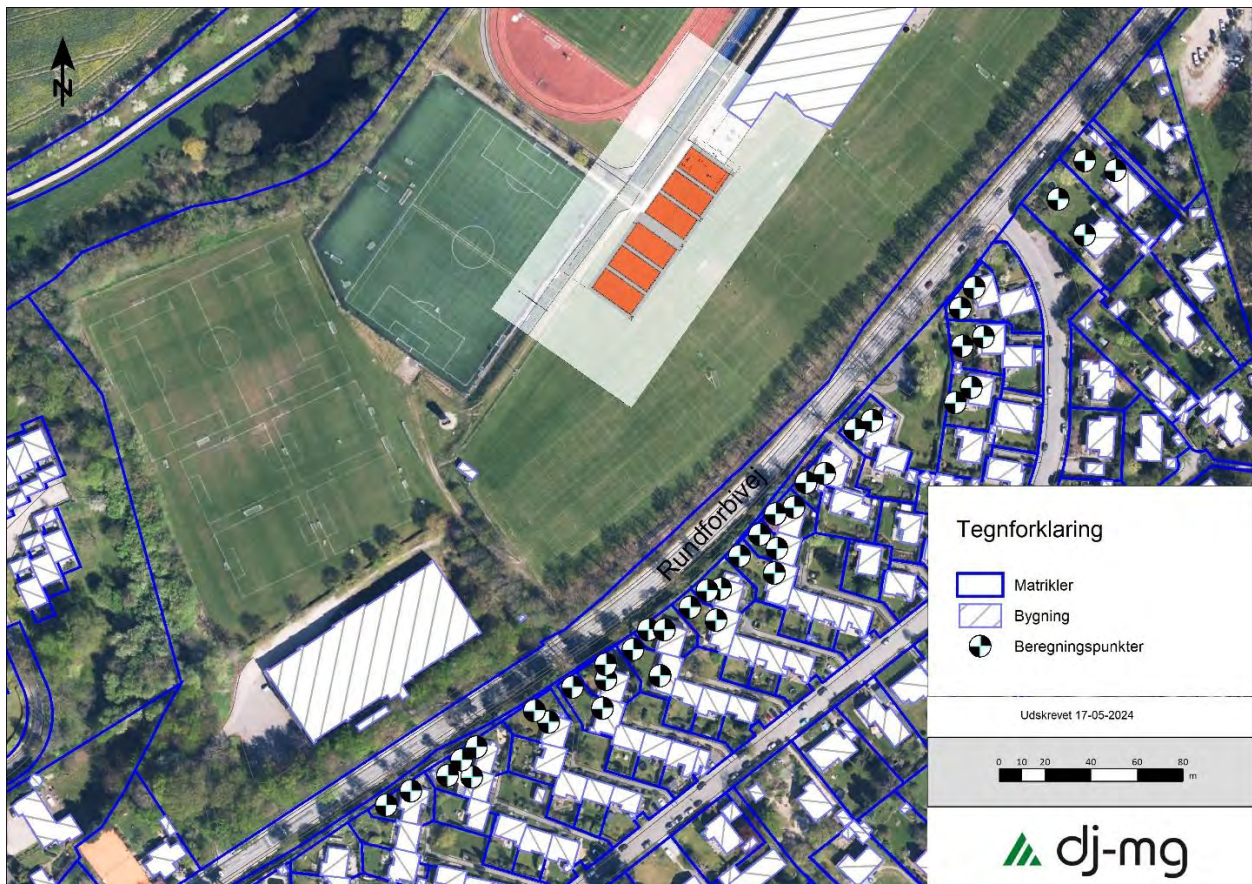 N
Rundforbivej
Tegnforklaring
Matrikler
Bygning
Beregningspunkter
Udskrevet 17-05-2024
0 10 20 40 60 80
m
dj-mg